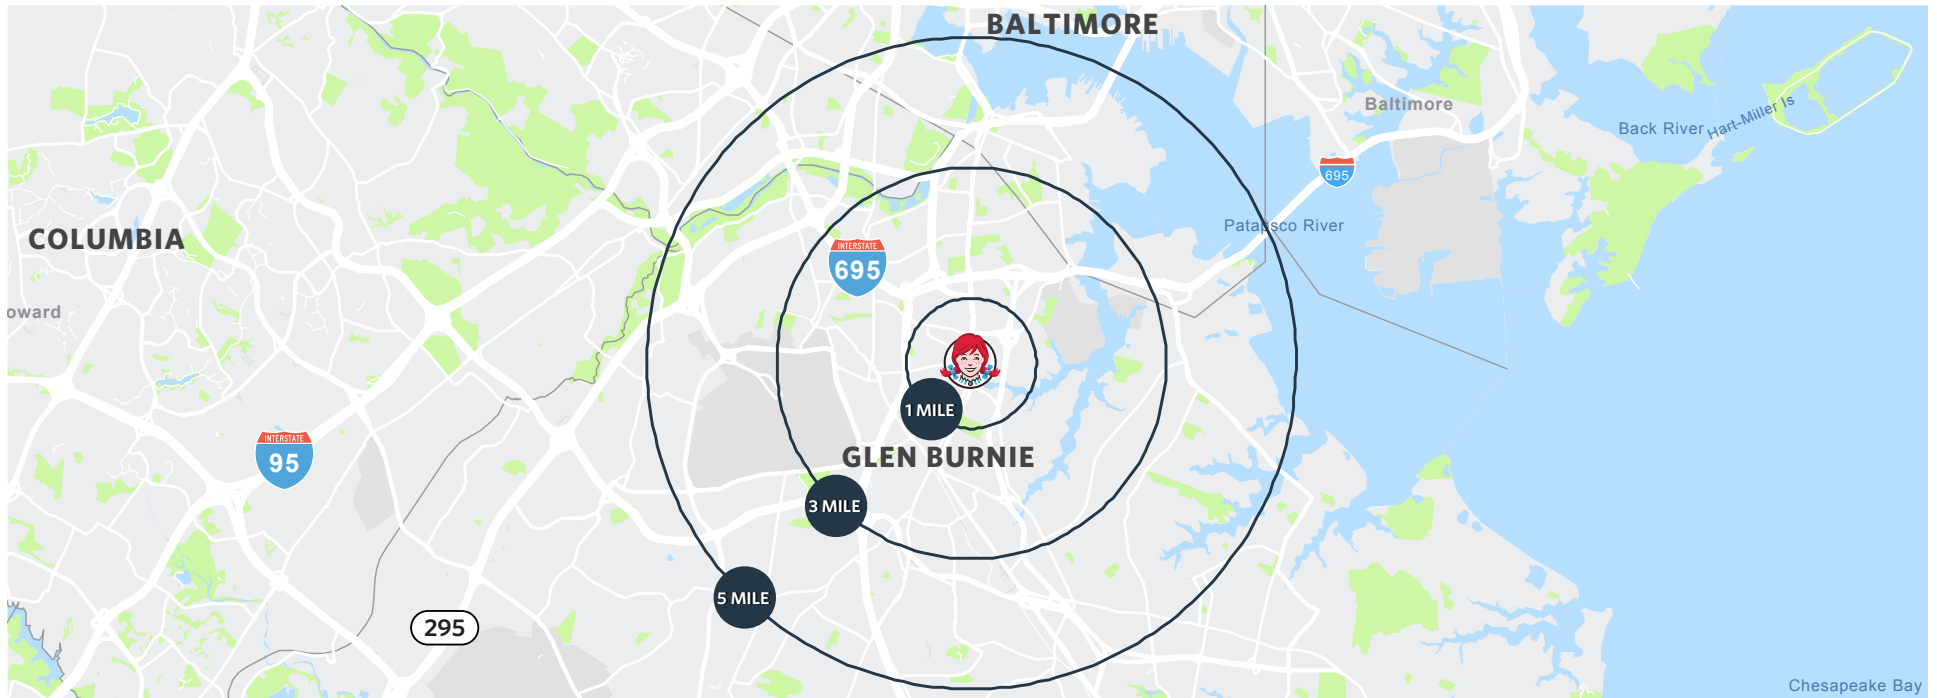 BALTIMORE
Baltimore
Back River
Hart-Miller Is
INTERSTATE
695
695
Patapsco River
COLUMBIA
oward
1 MILE
GLEN BURNIE
INTERSTATE
95
3 MILE
5 MILE
295
Chesapeake Bay